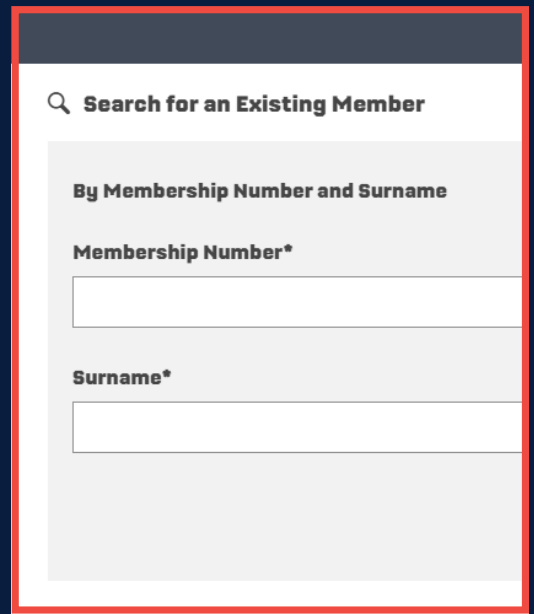 Search for an Existing Member
By Membership Number and Surname
Membership Number*
Surname*